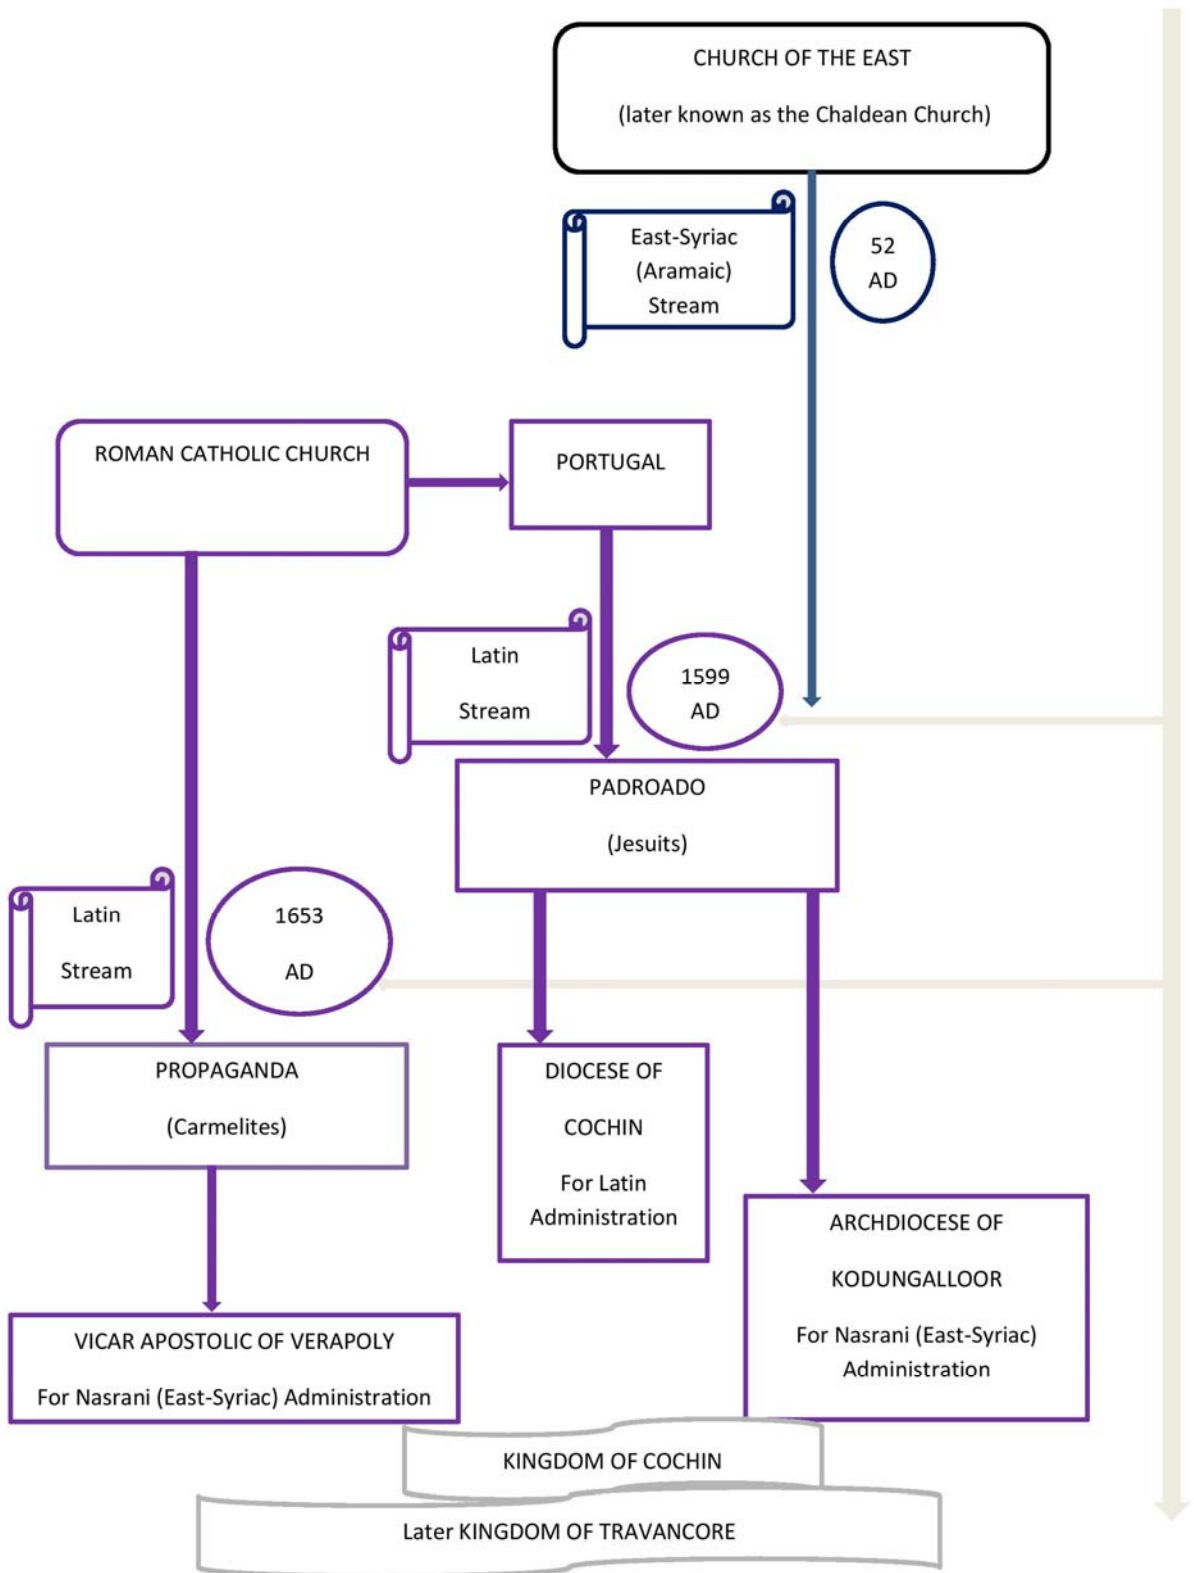 CHURCH OF THE EAST
(later known as the Chaldean Church)
East-Syriac
(Aramaic)
Stream
52
AD
ROMAN CATHOLIC CHURCH
PORTUGAL
Latin
Stream
1599
AD
PADROADO
(Jesuits)
Latin
Stream
1653
AD
PROPAGANDA
(Carmelites)
DIOCESE OF
COCHIN
For Latin
Administration
ARCHDIOCESE OF
KODUNGALLOOR
For Nasrani (East-Syriac)
Administration
VICAR APOSTOLIC OF VERAPOLY
For Nasrani (East-Syriac) Administration
KINGDOM OF COCHIN
Later KINGDOM OF TRAVANCORE